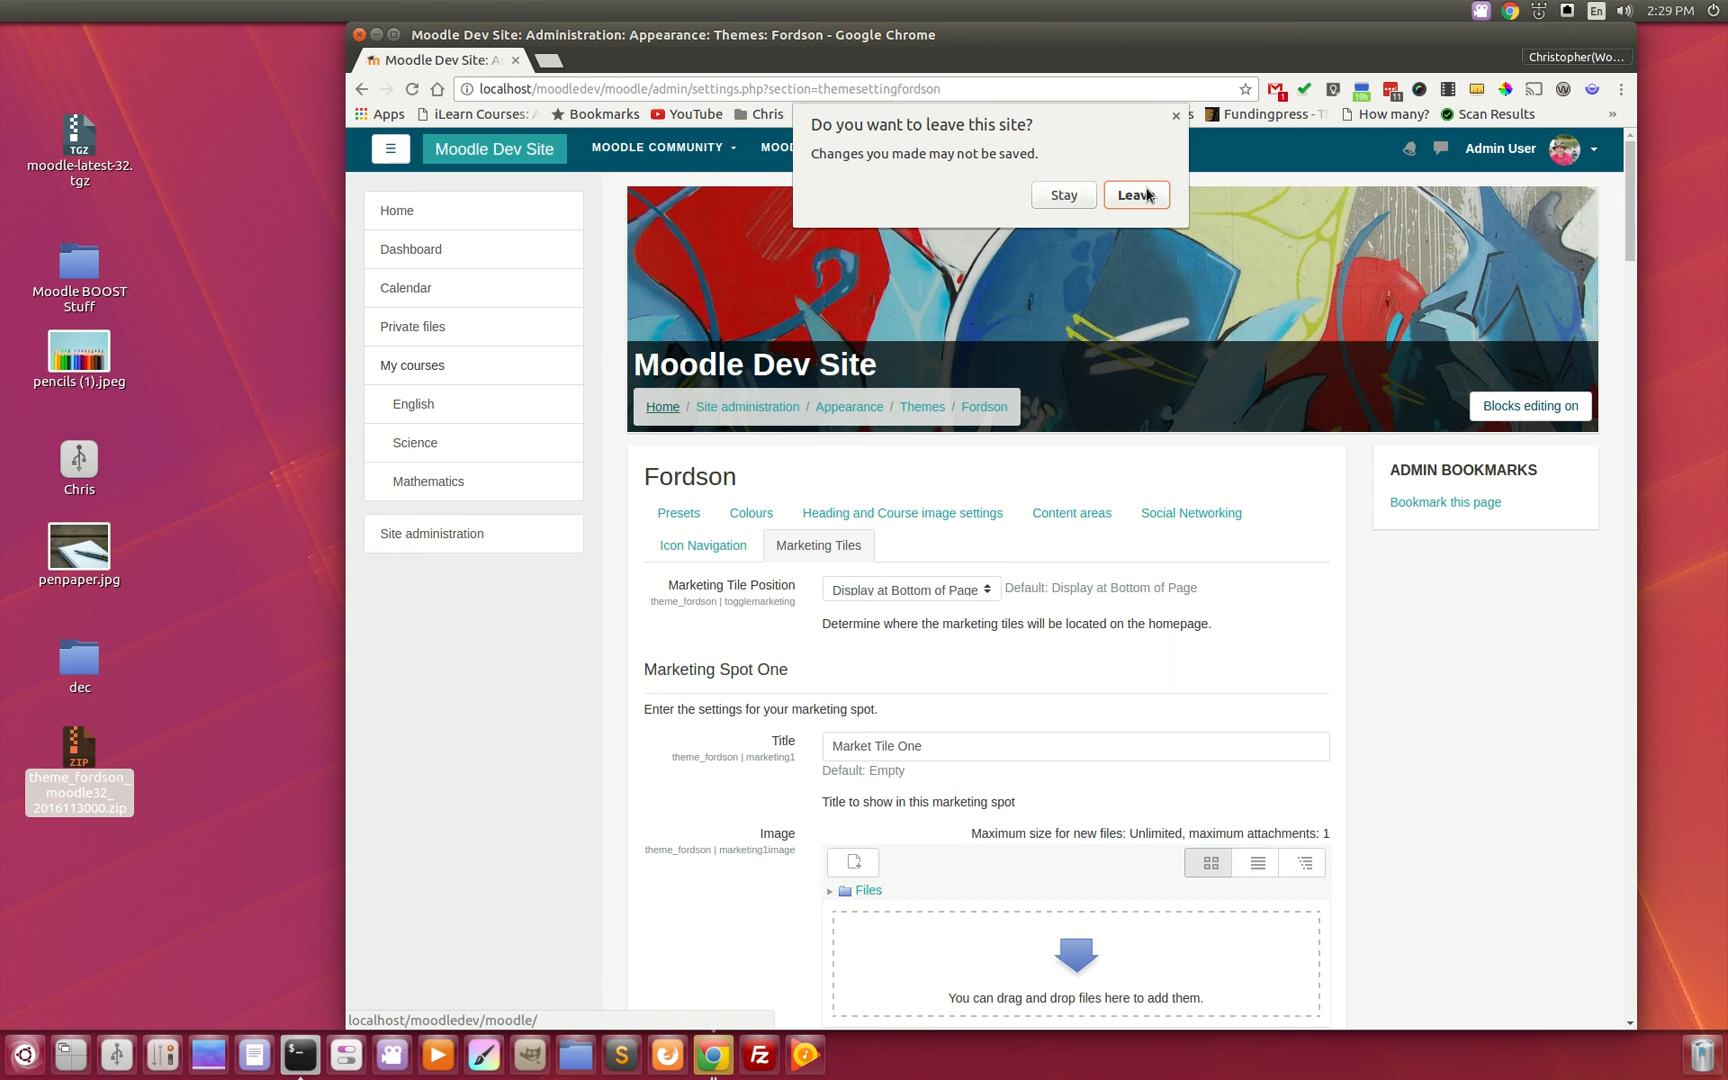 En
2:29 PM
Moodle Dev Site: Administration: Appearance: Themes: Fordson - Google Chrome
Moodle Dev Site: A
Christopher(Wo...
localhost/moodledev/moodle/admin/settings.php?section=themesettingfordson
1
19h
11
Apps
iLearn Courses:
Bookmarks
YouTube
Chris
Fundingpress - T
How many?
Scan Results
»
Do you want to leave this site?
Changes you made may not be saved.
Stay
Leave
Moodle Dev Site
MOODLE COMMUNITY
MOOD
Admin User
Home
Dashboard
Calendar
Private files
My courses
English
Science
Mathematics
Site administration
Moodle Dev Site
Home / Site administration / Appearance / Themes / Fordson
Blocks editing on
Fordson
Presets
Colours
Heading and Course image settings
Content areas
Social Networking
Icon Navigation
Marketing Tiles
Marketing Tile Position
theme_fordson | togglemarketing
Display at Bottom of Page
Default: Display at Bottom of Page
Determine where the marketing tiles will be located on the homepage.
Marketing Spot One
Enter the settings for your marketing spot.
Title
theme_fordson | marketing1
Market Tile One
Default: Empty
Title to show in this marketing spot
Image
theme_fordson | marketing1image
Maximum size for new files: Unlimited, maximum attachments: 1
Files
You can drag and drop files here to add them.
ADMIN BOOKMARKS
Bookmark this page
localhost/moodledev/moodle/
TGZ
moodle-latest-32.
tgz
Moodle BOOST
Stuff
pencils (1).jpeg
Chris
penpaper.jpg
dec
ZIP
theme_fordson_
moodle32_
2016113000.zip